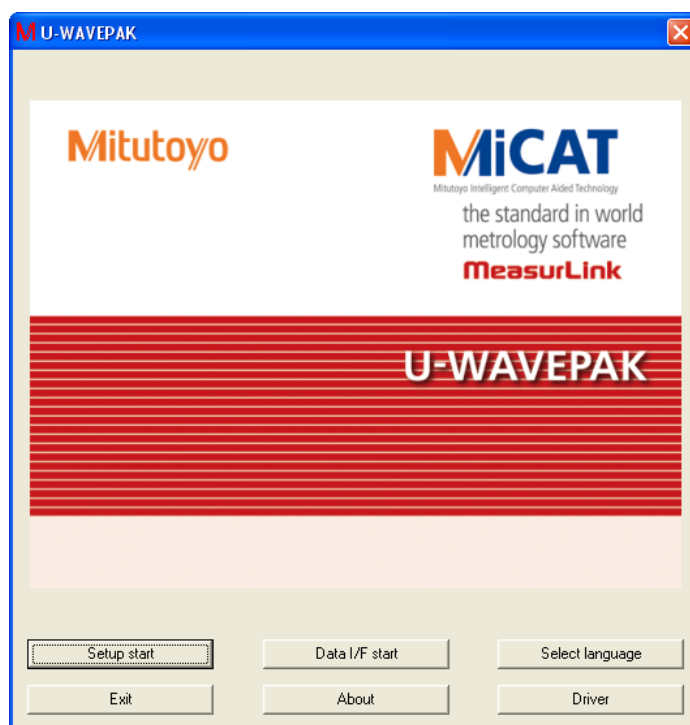 U-WAVEPAK
Mitutoyo
MiCAT
Mitutoyo Intelligent Computer Aided Technology
the standard in world
metrology software
MeasurLink
U-WAVEPAK
Setup start
Data I/F start
Select language
Exit
About
Driver